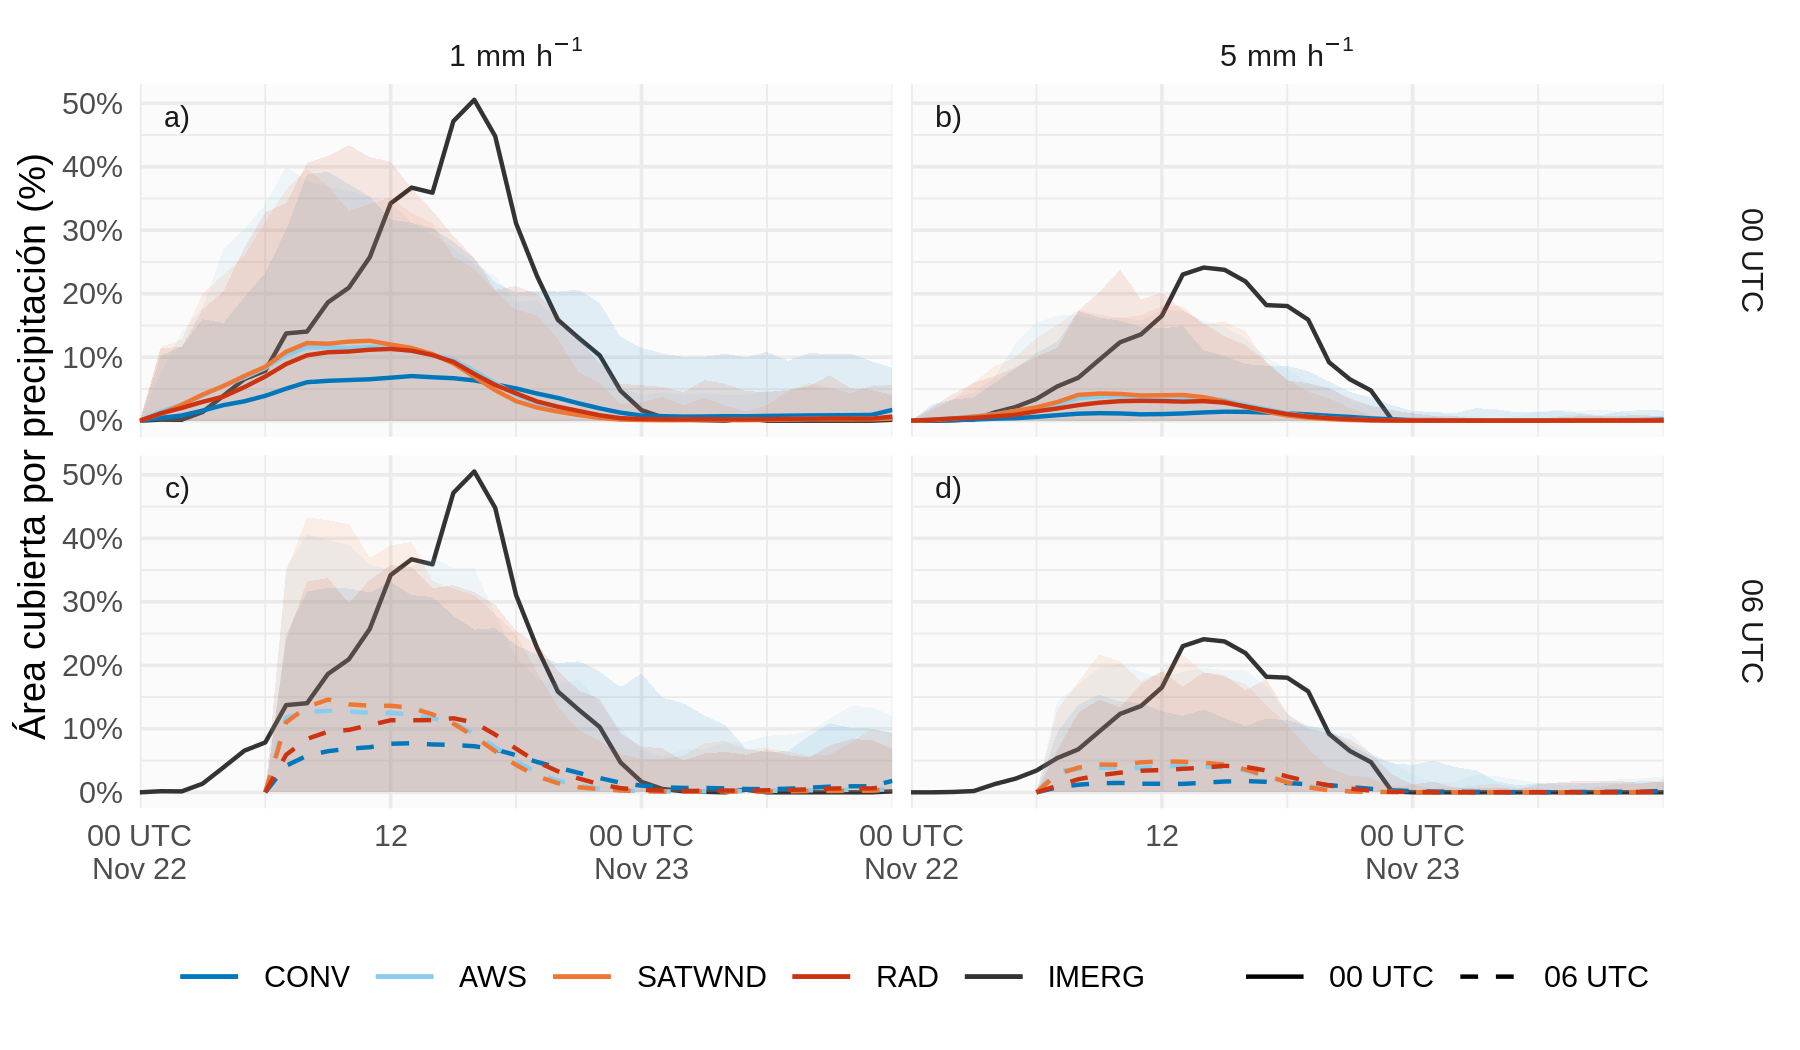 1 mm h⁻¹
5 mm h⁻¹
Área cubierta por precipitación (%)
a)
50%
40%
30%
20%
10%
0%
b)
00 UTC
c)
50%
40%
30%
20%
10%
0%
d)
06 UTC
00 UTC
Nov 22
12
00 UTC
Nov 23
00 UTC
Nov 22
12
00 UTC
Nov 23
CONV AWS SATWND RAD IMERG 00 UTC 06 UTC